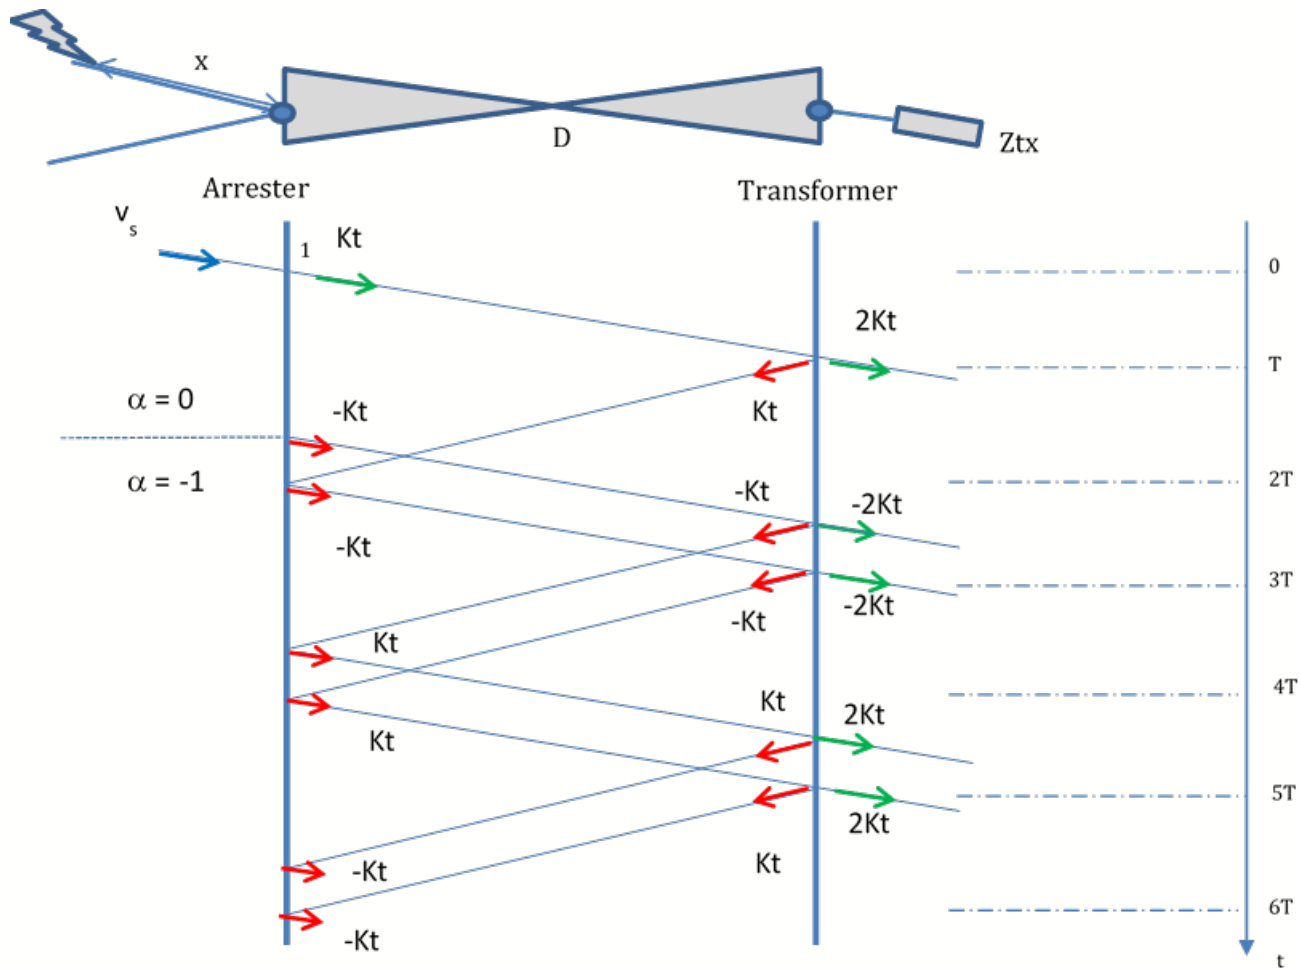 x
D
Ztx
Arrester
Transformer
v_s
1
Kt
0
2Kt
T
α = 0
-Kt
Kt
α = -1
-Kt
-2Kt
2T
-Kt
-2Kt
3T
-Kt
Kt
4T
Kt
2Kt
Kt
5T
2Kt
-Kt
Kt
6T
-Kt
t